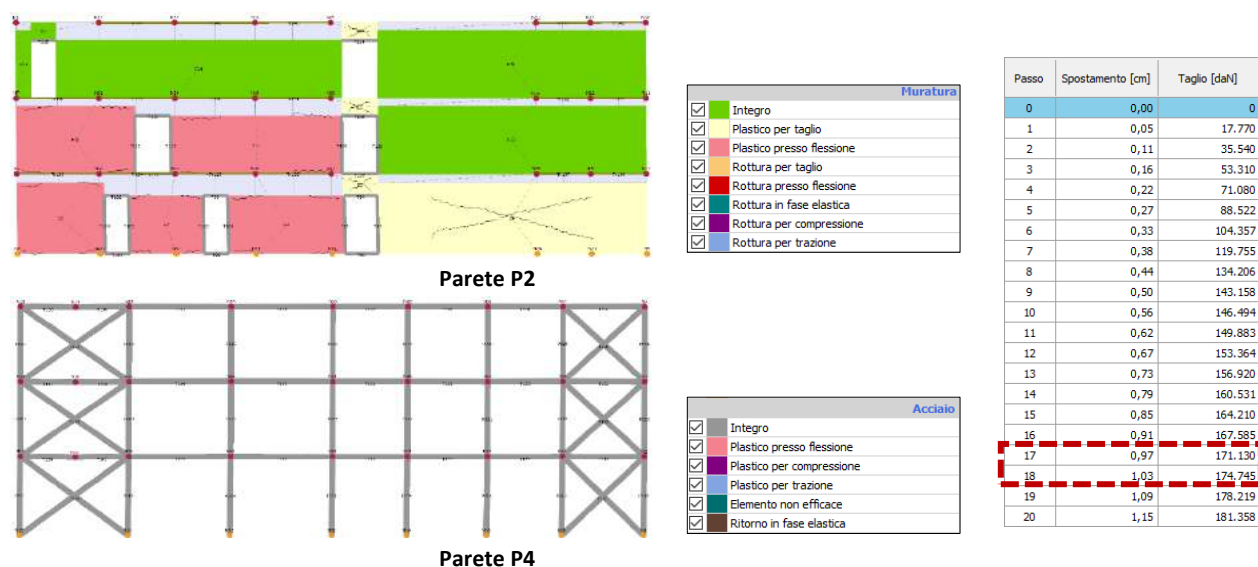 Parete P2
Parete P4
Muratura
Integro
Plastico per taglio
Plastico presso flessione
Rottura per taglio
Rottura presso flessione
Rottura in fase elastica
Rottura per compressione
Rottura per trazione
Acciaio
Integro
Plastico presso flessione
Plastico per compressione
Plastico per trazione
Elemento non efficace
Ritorno in fase elastica
Passo Spostamento [cm] Taglio [daN]
0 0,00 0
1 0,05 17.770
2 0,11 35.540
3 0,16 53.310
4 0,22 71.080
5 0,27 88.522
6 0,33 104.357
7 0,38 119.755
8 0,44 134.206
9 0,50 143.158
10 0,56 146.494
11 0,62 149.883
12 0,67 153.364
13 0,73 156.920
14 0,79 160.531
15 0,85 164.210
16 0,91 167.585
17 0,97 171.130
18 1,03 174.745
19 1,09 178.219
20 1,15 181.358